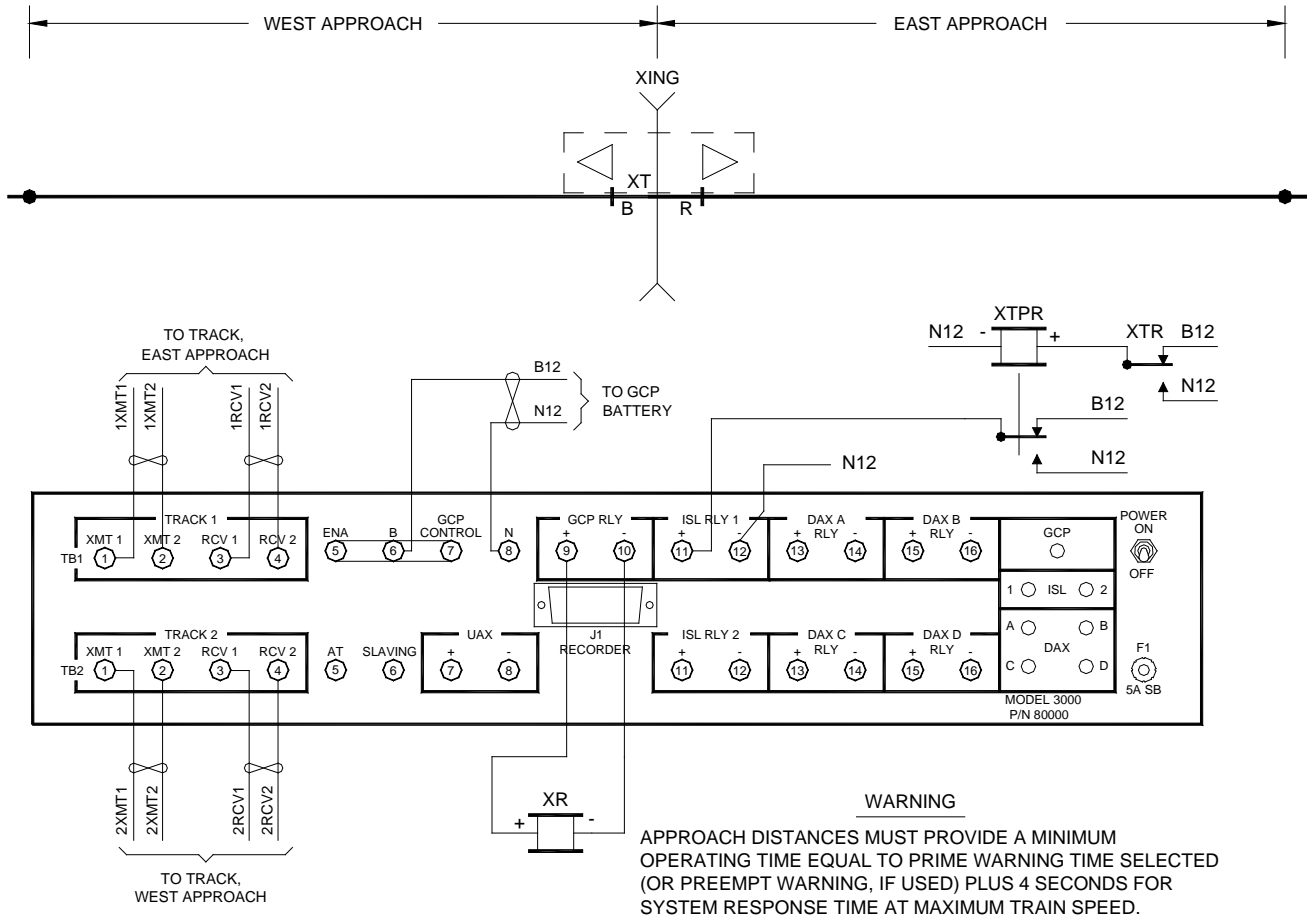 WEST APPROACH
EAST APPROACH
XING
XT
B
R
XTPR
N12
-
+
XTR
B12
N12
B12
N12
TO TRACK,
EAST APPROACH
1XMT1
1XMT2
1RCV1
1RCV2
B12
N12
TO GCP
BATTERY
N12
TRACK 1
XMT 1
XMT 2
RCV 1
RCV 2
TB1
1
2
3
4
ENA
B
GCP
CONTROL
N
5
6
7
8
GCP RLY
+
-
9
10
ISL RLY 1
+
-
11
12
DAX A
RLY
+
-
13
14
DAX B
RLY
+
-
15
16
GCP
1
ISL
2
A
B
DAX
C
D
MODEL 3000
P/N 80000
POWER
ON
OFF
F1
5A SB
TRACK 2
XMT 1
XMT 2
RCV 1
RCV 2
TB2
1
2
3
4
AT
SLAVING
5
6
UAX
+
-
7
8
J1
RECORDER
ISL RLY 2
+
-
11
12
DAX C
RLY
+
-
13
14
DAX D
RLY
+
-
15
16
2XMT1
2XMT2
2RCV1
2RCV2
TO TRACK,
WEST APPROACH
XR
+
-
WARNING
APPROACH DISTANCES MUST PROVIDE A MINIMUM
OPERATING TIME EQUAL TO PRIME WARNING TIME SELECTED
(OR PREEMPT WARNING, IF USED) PLUS 4 SECONDS FOR
SYSTEM RESPONSE TIME AT MAXIMUM TRAIN SPEED.